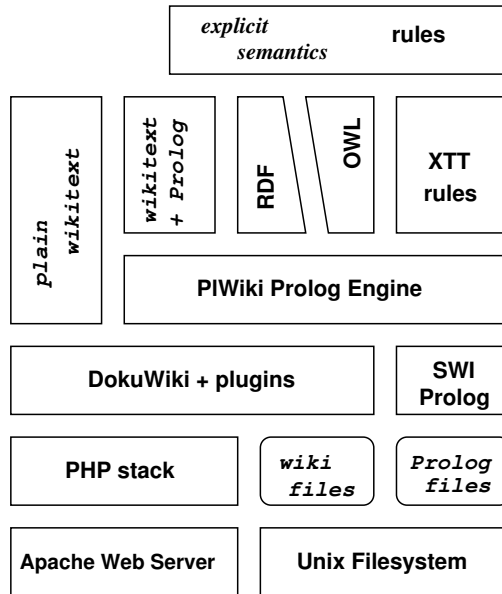 explicit
semantics
rules
plain
wikitext
wikitext
+ Prolog
RDF
OWL
XTT
rules
PlWiki Prolog Engine
DokuWiki + plugins
SWI
Prolog
PHP stack
wiki
files
Prolog
files
Apache Web Server
Unix Filesystem